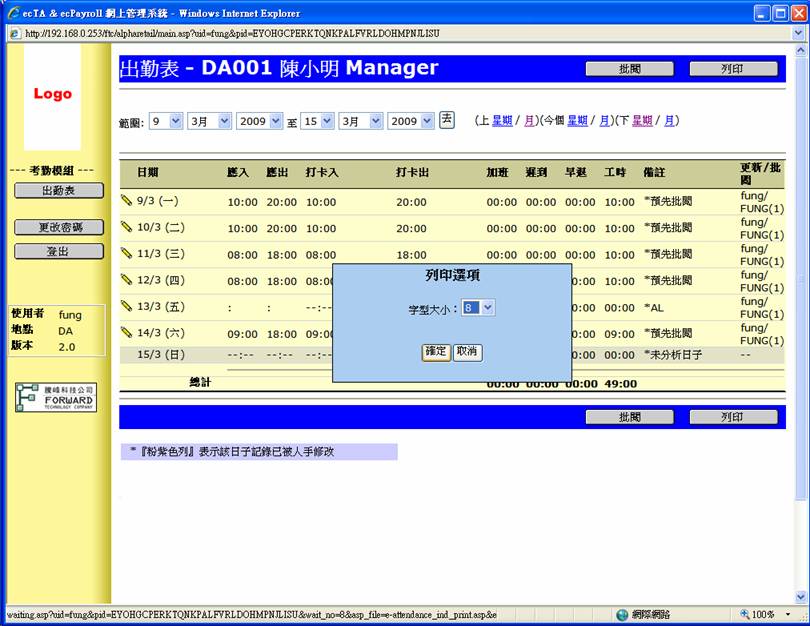 ecTA & ecPayroll 網上管理系統 - Windows Internet Explorer
http://192.168.0.253/ftc/alpharetail/main.asp?uid=fung&pid=EYOHGCPERKTQNKPALFVRLDOHMPNJLISU
Logo
--- 考勤模組 ---
出勤表
更改密碼
登出
使用者 fung
地點 DA
版本 2.0
騰峰科技公司
FORWARD
TECHNOLOGY COMPANY
出勤表 - DA001 陳小明 Manager
批閱 列印
範圍: 9 3月 2009 至 15 3月 2009 去 (上 星期 / 月)(今個 星期 / 月)(下 星期 / 月)
日期 應入 應出 打卡入 打卡出 加班 遲到 早退 工時 備註 更新/批閱
9/3 (一) 10:00 20:00 10:00 20:00 00:00 00:00 00:00 10:00 *預先批閱 fung/FUNG(1)
10/3 (二) 10:00 20:00 10:00 20:00 00:00 00:00 00:00 10:00 *預先批閱 fung/FUNG(1)
11/3 (三) 08:00 18:00 08:00 18:00 00:00 00:00 00:00 10:00 *預先批閱 fung/FUNG(1)
12/3 (四) 08:00 18:00 08:0 0:00 10:00 *預先批閱 fung/FUNG(1)
13/3 (五) : : --:-- 0:00 00:00 *AL fung/FUNG(1)
14/3 (六) 09:00 18:00 09:0 0:00 09:00 *預先批閱 fung/FUNG(1)
15/3 (日) --:-- --:-- --:-- 0:00 00:00 *未分析日子 --
總計 00:00 00:00 00:00 49:00
列印選項
字型大小： 8
確定 取消
批閱 列印
*『粉紫色列』表示該日子記錄已被人手修改
waiting.asp?uid=fung&pid=EYOHGCPERKTQNKPALFVRLDOHMPNJLISU&wait_no=8&asp_file=e-attendance_ind_print.asp&e 網際網路 100%